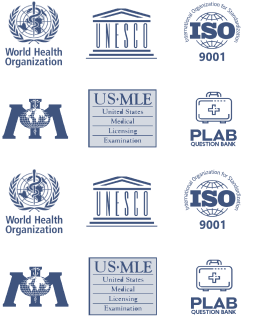 World Health
Organization
UNESCO
International Organization for Standardization
ISO
9001
US·MLE
United States
Medical
Licensing
Examination
PLAB
QUESTION BANK
World Health
Organization
UNESCO
International Organization for Standardization
ISO
9001
US·MLE
United States
Medical
Licensing
Examination
PLAB
QUESTION BANK